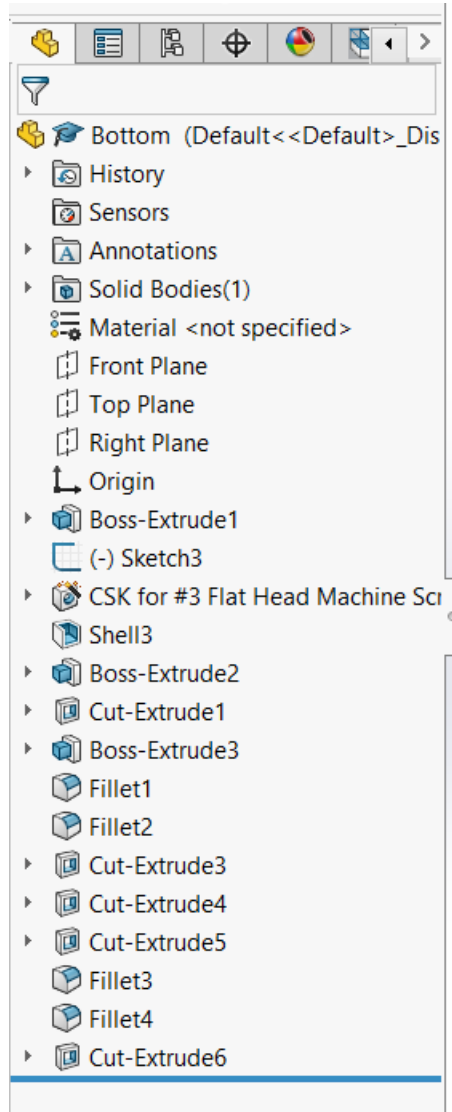 Bottom (Default<<Default>_Dis
History
Sensors
A Annotations
Solid Bodies(1)
Material <not specified>
Front Plane
Top Plane
Right Plane
Origin
Boss-Extrude1
(-) Sketch3
CSK for #3 Flat Head Machine Scr
Shell3
Boss-Extrude2
Cut-Extrude1
Boss-Extrude3
Fillet1
Fillet2
Cut-Extrude3
Cut-Extrude4
Cut-Extrude5
Fillet3
Fillet4
Cut-Extrude6